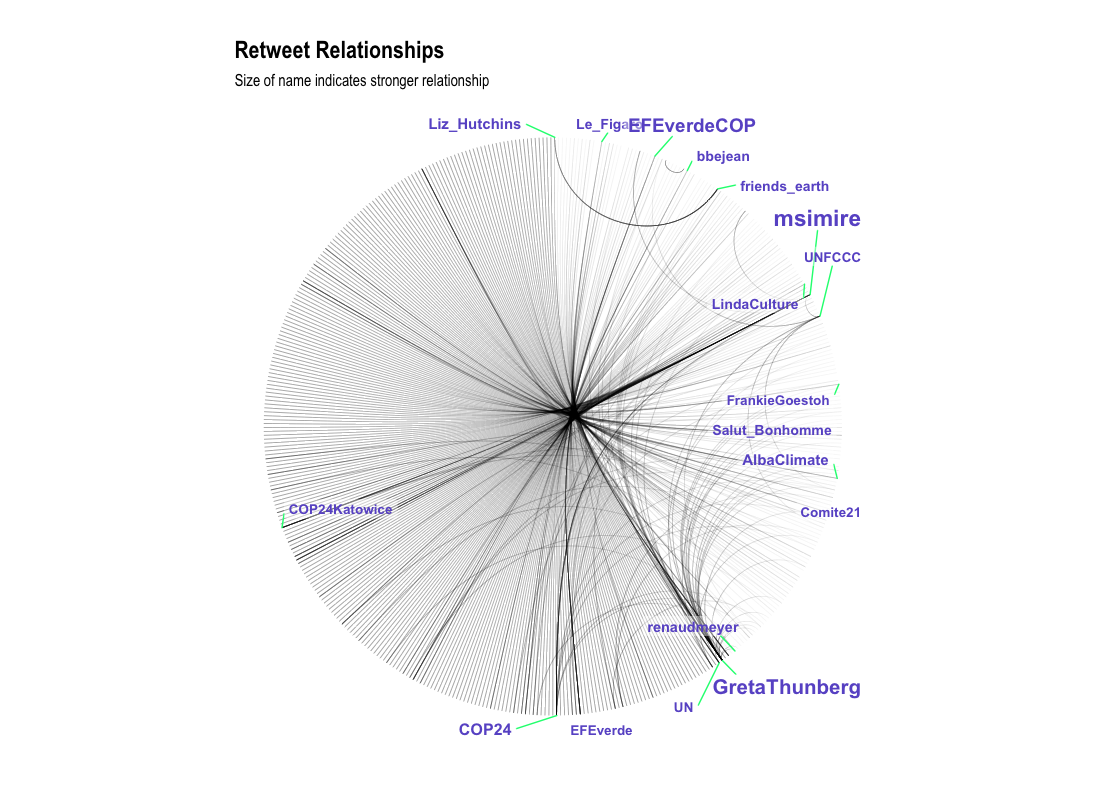 Retweet Relationships
Size of name indicates stronger relationship
Liz_Hutchins
Le_Figaro
EFEverdeCOP
bbejean
friends_earth
msimire
UNFCCC
LindaCulture
FrankieGoestoh
Salut_Bonhomme
AlbaClimate
COP24Katowice
Comite21
renaudmeyer
GretaThunberg
UN
COP24
EFEverde